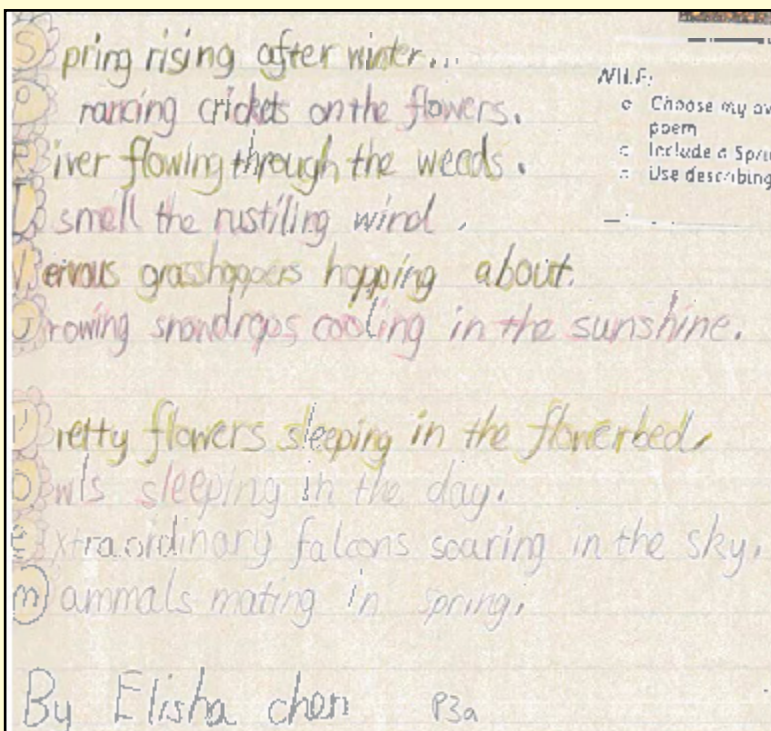 Spring rising after winter...
Prancing crickets on the flowers.
River flowing through the weeds.
I smell the rustiling wind.
Nervous grasshoppers hopping about.
Growing snowdrops cooling in the sunshine.
Pretty flowers sleeping in the flowerbed.
Owls sleeping in the day.
Extraordinary falcons soaring in the sky.
Mammals mating in spring.
By Elisha chen P3a
WILF:
Choose my
poem
Include a
Use describing